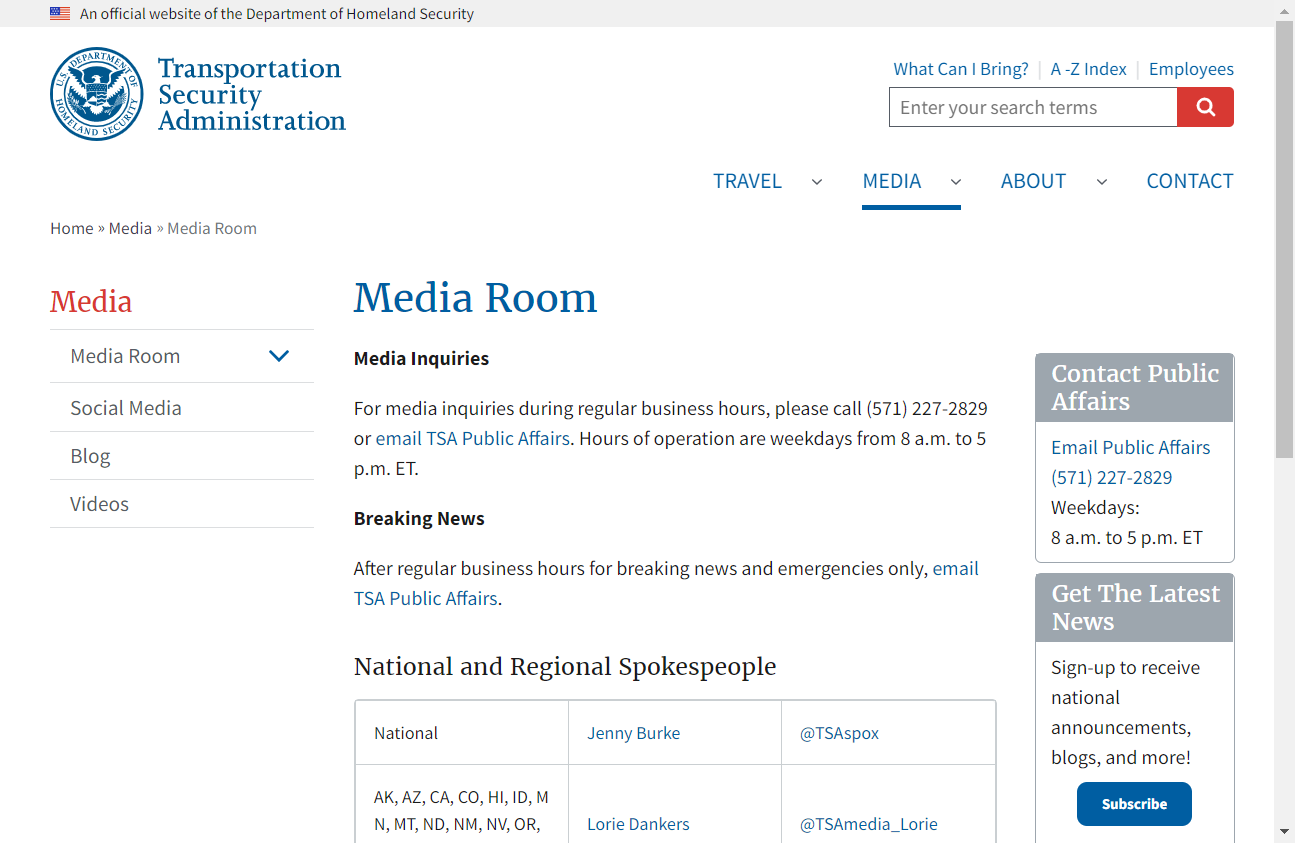 An official website of the Department of Homeland Security
U.S. DEPARTMENT OF HOMELAND SECURITY
Transportation
Security
Administration
What Can I Bring?
A -Z Index
Employees
Enter your search terms
TRAVEL
MEDIA
ABOUT
CONTACT
Home » Media » Media Room
Media
Media Room
Social Media
Blog
Videos
Media Room
Media Inquiries
For media inquiries during regular business hours, please call (571) 227-2829
or email TSA Public Affairs. Hours of operation are weekdays from 8 a.m. to 5
p.m. ET.
Breaking News
After regular business hours for breaking news and emergencies only, email
TSA Public Affairs.
National and Regional Spokespeople
National
Jenny Burke
@TSAspox
AK, AZ, CA, CO, HI, ID, M
N, MT, ND, NM, NV, OR,
Lorie Dankers
@TSAmedia_Lorie
Contact Public
Affairs
Email Public Affairs
(571) 227-2829
Weekdays:
8 a.m. to 5 p.m. ET
Get The Latest
News
Sign-up to receive
national
announcements,
blogs, and more!
Subscribe